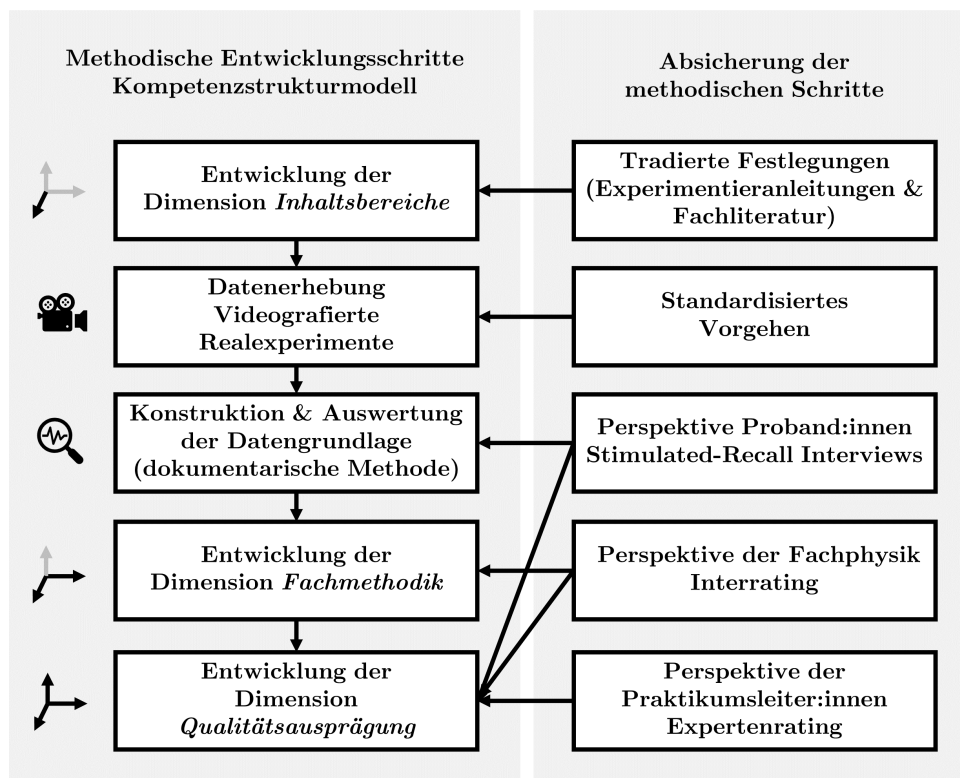 Methodische Entwicklungsschritte
Kompetenzstrukturmodell
Absicherung der
methodischen Schritte
Entwicklung der
Dimension Inhaltsbereiche
Tradierte Festlegungen
(Experimentieranleitungen &
Fachliteratur)
Datenerhebung
Videografierte
Realexperimente
Standardisiertes
Vorgehen
Konstruktion & Auswertung
der Datengrundlage
(dokumentarische Methode)
Perspektive Proband:innen
Stimulated-Recall Interviews
Entwicklung der
Dimension Fachmethodik
Perspektive der Fachphysik
Interrating
Entwicklung der
Dimension
Qualitätsausprägung
Perspektive der
Praktikumsleiter:innen
Expertenrating